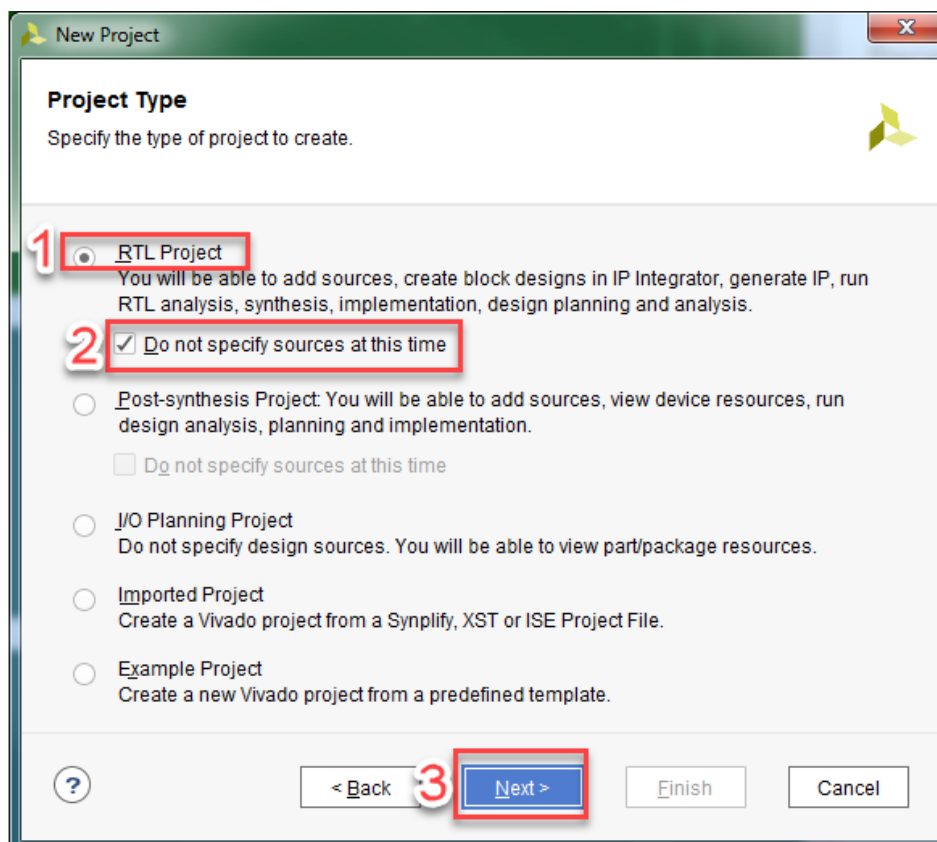 New Project
X
Project Type
Specify the type of project to create.
1
RTL Project
You will be able to add sources, create block designs in IP Integrator, generate IP, run
RTL analysis, synthesis, implementation, design planning and analysis.
2
Do not specify sources at this time
Post-synthesis Project: You will be able to add sources, view device resources, run
design analysis, planning and implementation.
Do not specify sources at this time
I/O Planning Project
Do not specify design sources. You will be able to view part/package resources.
Imported Project
Create a Vivado project from a Synplify, XST or ISE Project File.
Example Project
Create a new Vivado project from a predefined template.
?
< Back
3
Next >
Finish
Cancel